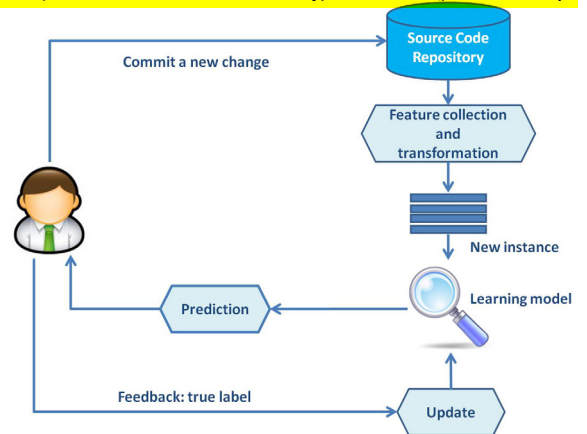 Commit a new change
Source Code
Repository
Feature collection
and
transformation
New instance
Learning model
Prediction
Feedback: true label
Update